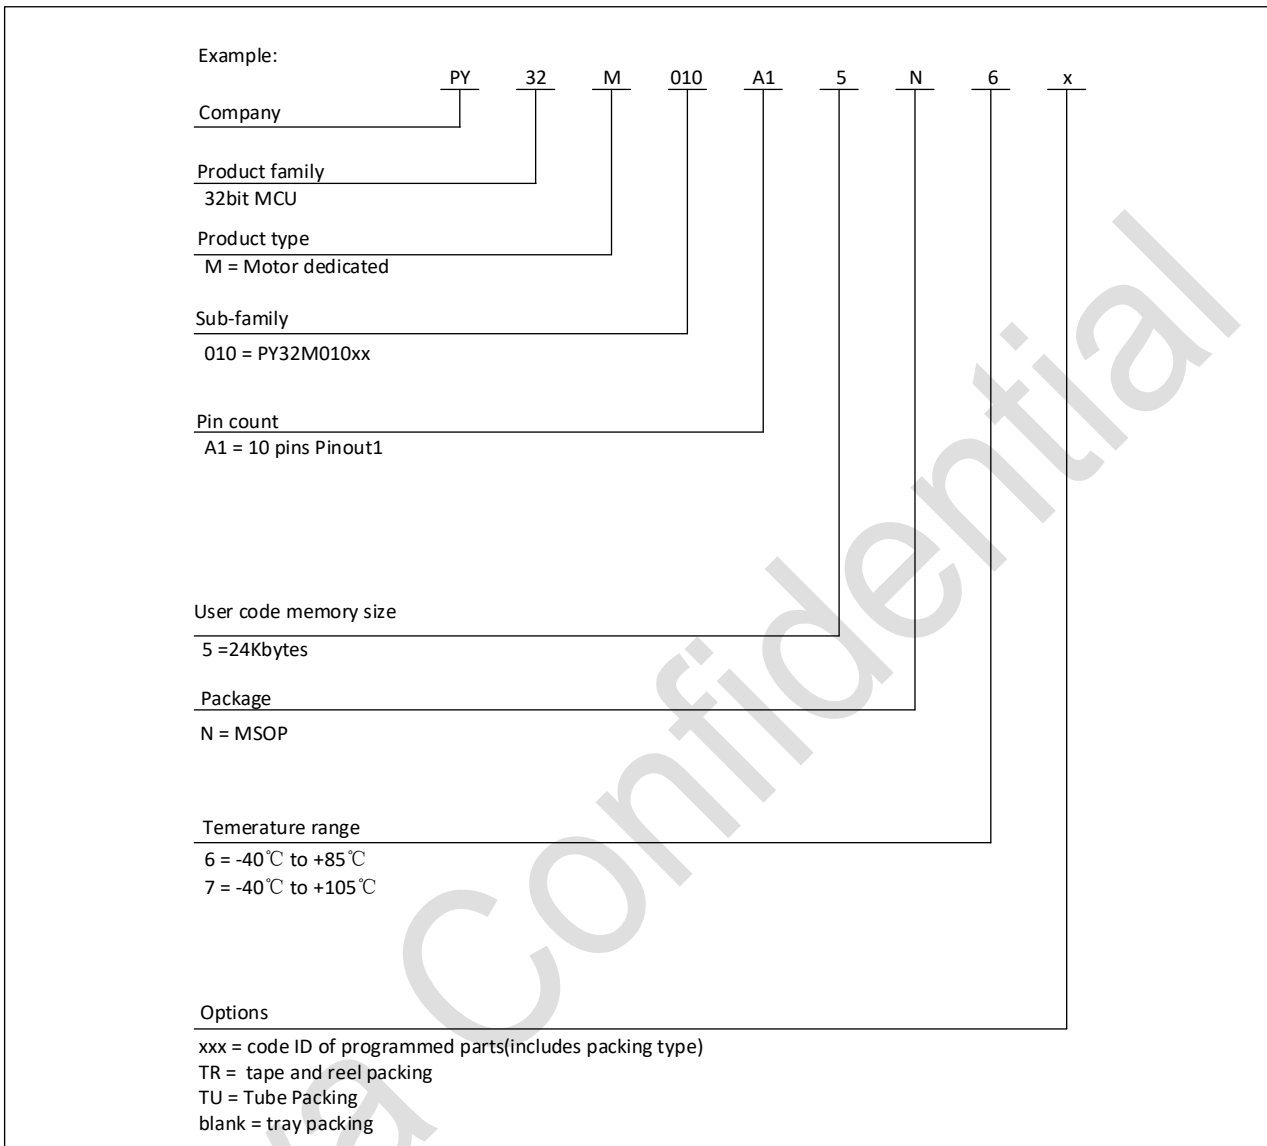 Example:
PY 32 M 010 A1 5 N 6 x
Company
Product family
32bit MCU
Product type
M = Motor dedicated
Sub-family
010 = PY32M010xx
Pin count
A1 = 10 pins Pinout1
User code memory size
5 =24Kbytes
Package
N = MSOP
Temerature range
6 = -40℃ to +85℃
7 = -40℃ to +105℃
Options
xxx = code ID of programmed parts(includes packing type)
TR = tape and reel packing
TU = Tube Packing
blank = tray packing
Confidential